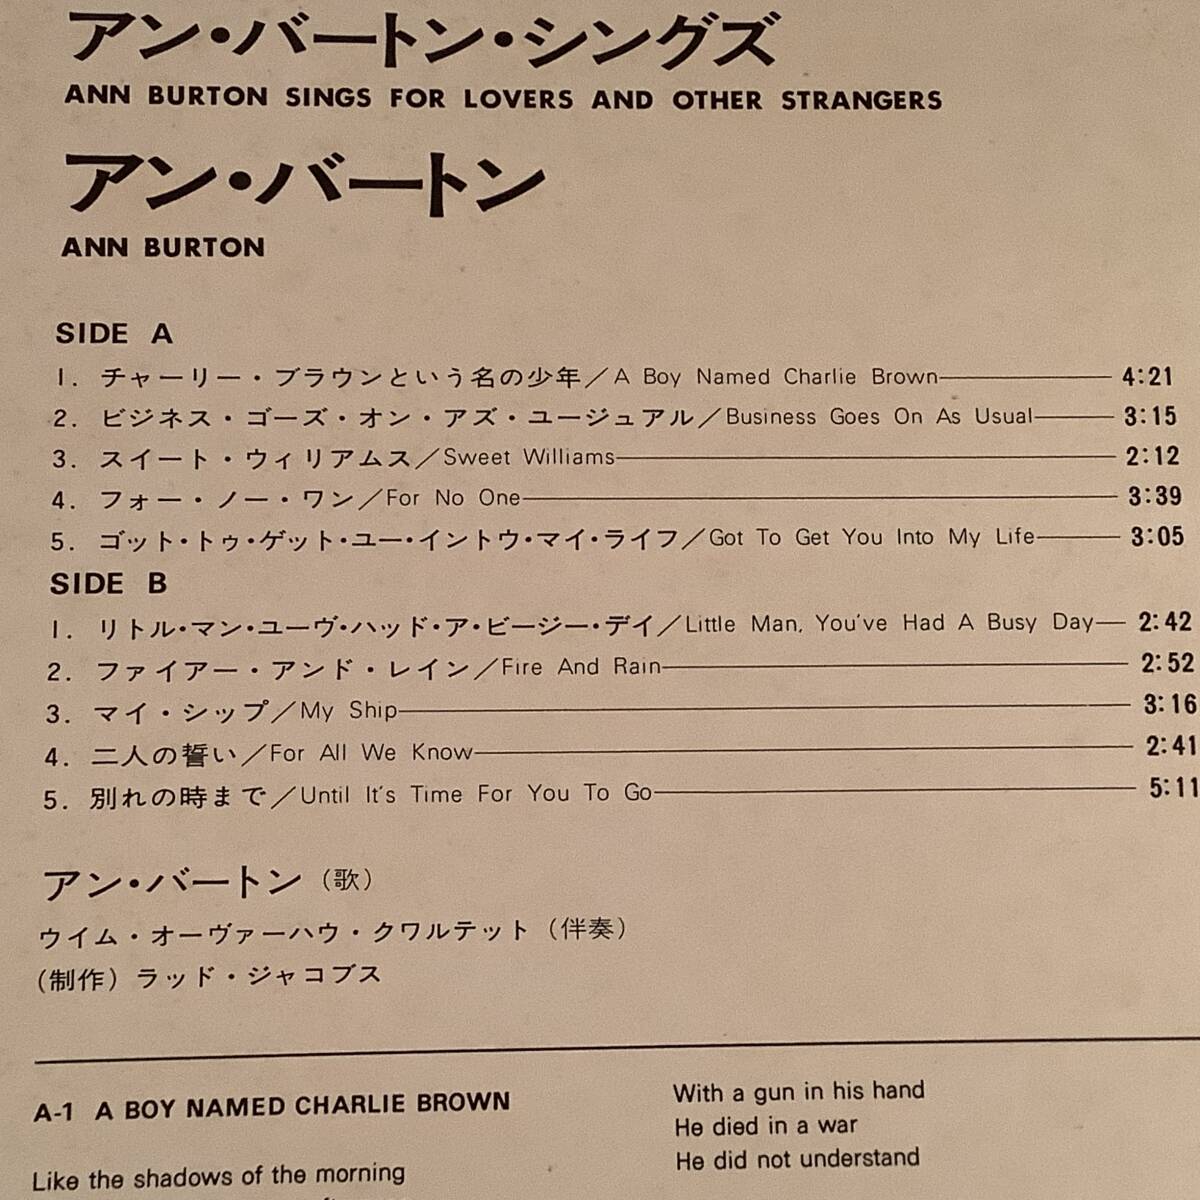 アン・バートン・シングズ
ANN BURTON SINGS FOR LOVERS AND OTHER STRANGERS
アン・バートン
ANN BURTON
SIDE A
1. チャーリー・ブラウンという名の少年／A Boy Named Charlie Brown 4:21
2. ビジネス・ゴーズ・オン・アズ・ユージュアル／Business Goes On As Usual 3:15
3. スイート・ウィリアムス／Sweet Williams 2:12
4. フォー・ノー・ワン／For No One 3:39
5. ゴット・トゥ・ゲット・ユー・イントウ・マイ・ライフ／Got To Get You Into My Life 3:05
SIDE B
1. リトル・マン・ユーヴ・ハッド・ア・ビージー・デイ／Little Man, You've Had A Busy Day 2:42
2. ファイアー・アンド・レイン／Fire And Rain 2:52
3. マイ・シップ／My Ship 3:16
4. 二人の誓い／For All We Know 2:41
5. 別れの時まで／Until It's Time For You To Go 5:11
アン・バートン（歌）
ウイム・オーヴァーハウ・クワルテット（伴奏）
（制作）ラッド・ジャコブス
A-1 A BOY NAMED CHARLIE BROWN
Like the shadows of the morning
With a gun in his hand
He died in a war
He did not understand